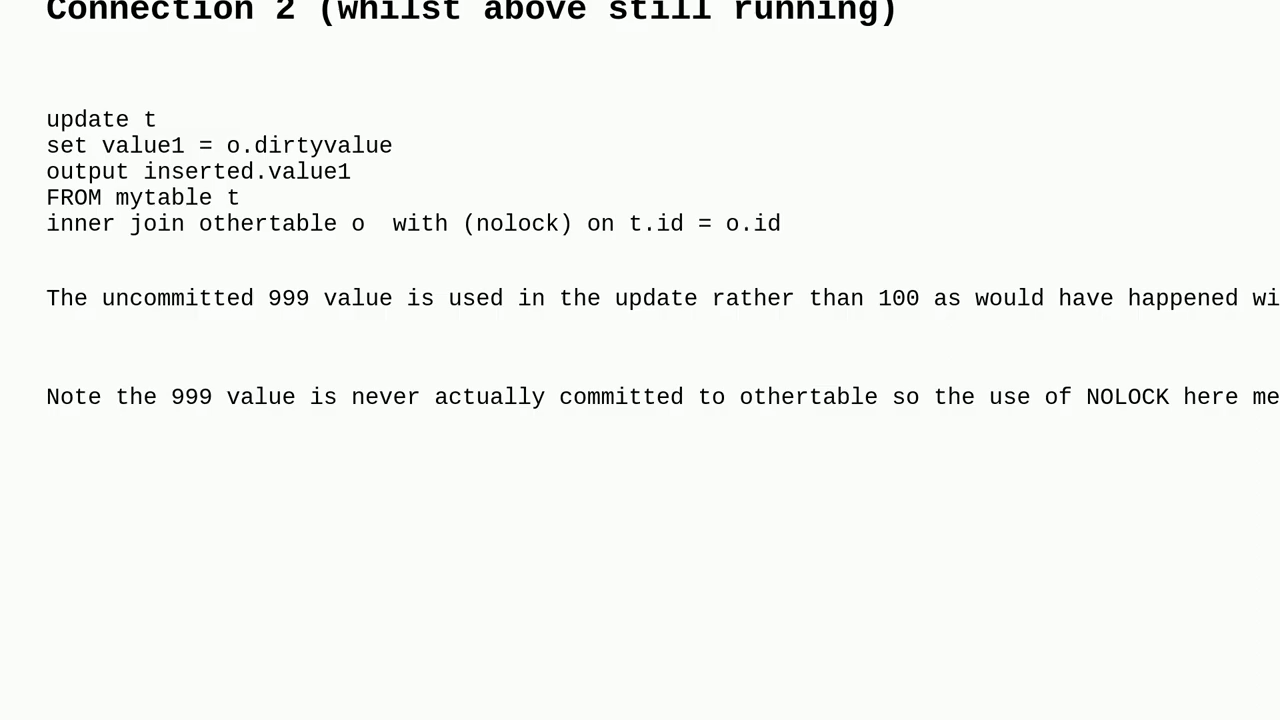 Connection 2 (whilst above still running)
update t
set value1 = o.dirtyvalue
output inserted.value1
FROM mytable t
inner join othertable o  with (nolock) on t.id = o.id
The uncommitted 999 value is used in the update rather than 100 as would have happened wi
Note the 999 value is never actually committed to othertable so the use of NOLOCK here me